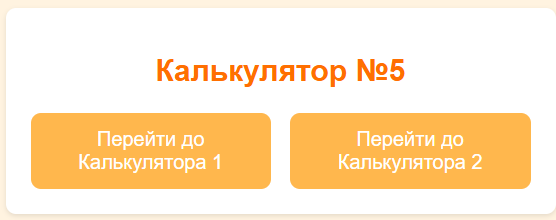 Калькулятор №5
Перейти до
Калькулятора 1
Перейти до
Калькулятора 2